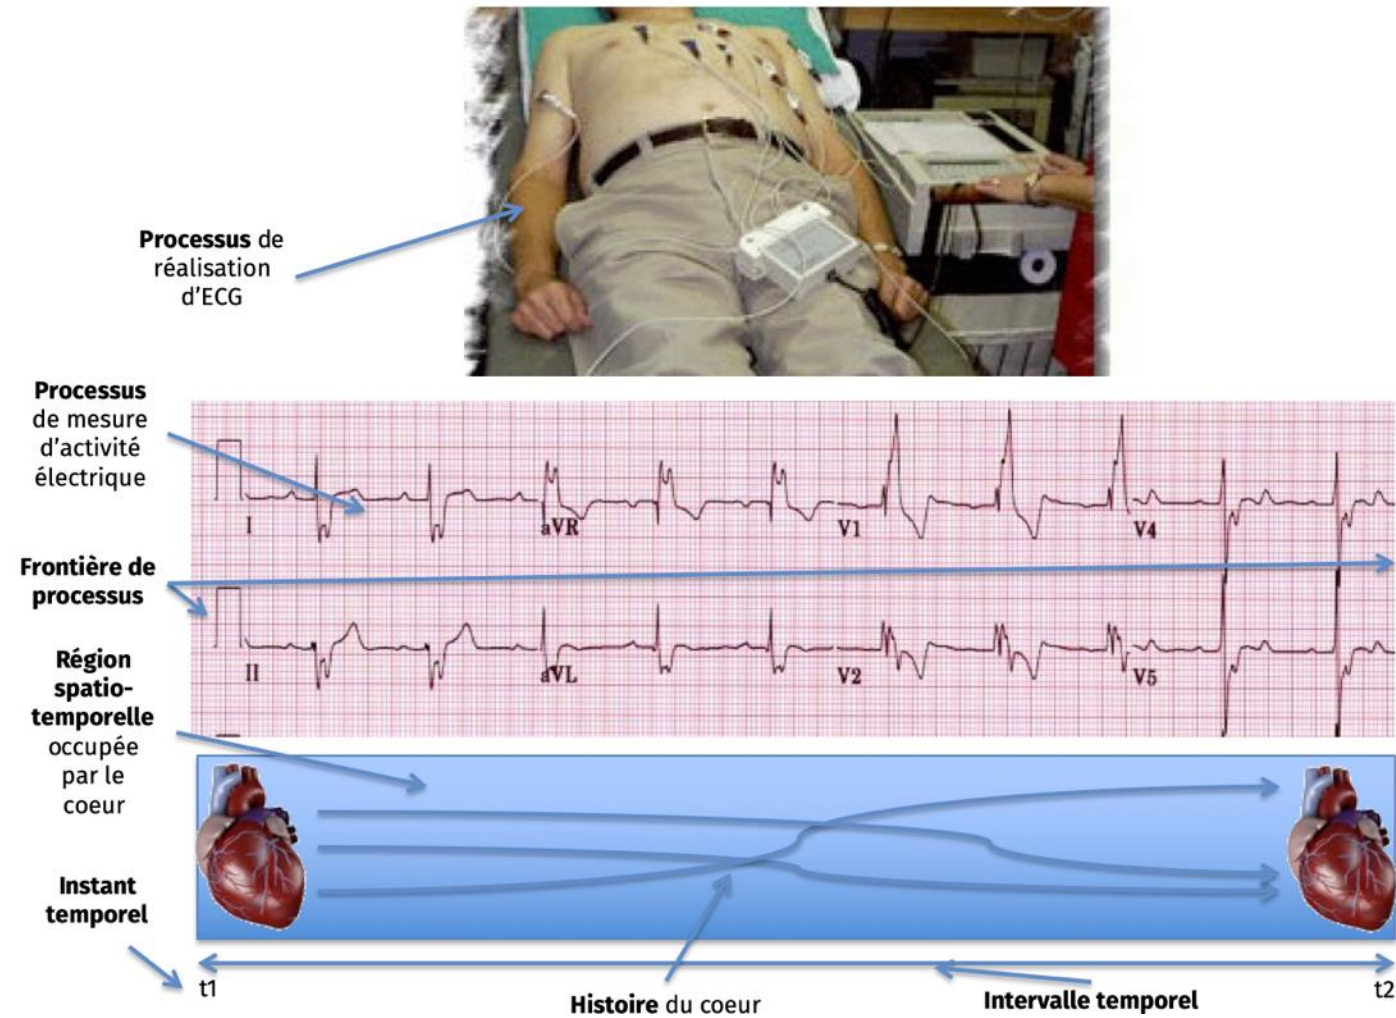 Processus de
réalisation
d'ECG
Processus
de mesure
d'activité
électrique
I
aVR
V1
V4
Frontière de
processus
II
aVL
V2
V5
Région
spatio-
temporelle
occupée
par le
coeur
Instant
temporel
t1
t2
Histoire du coeur
Intervalle temporel